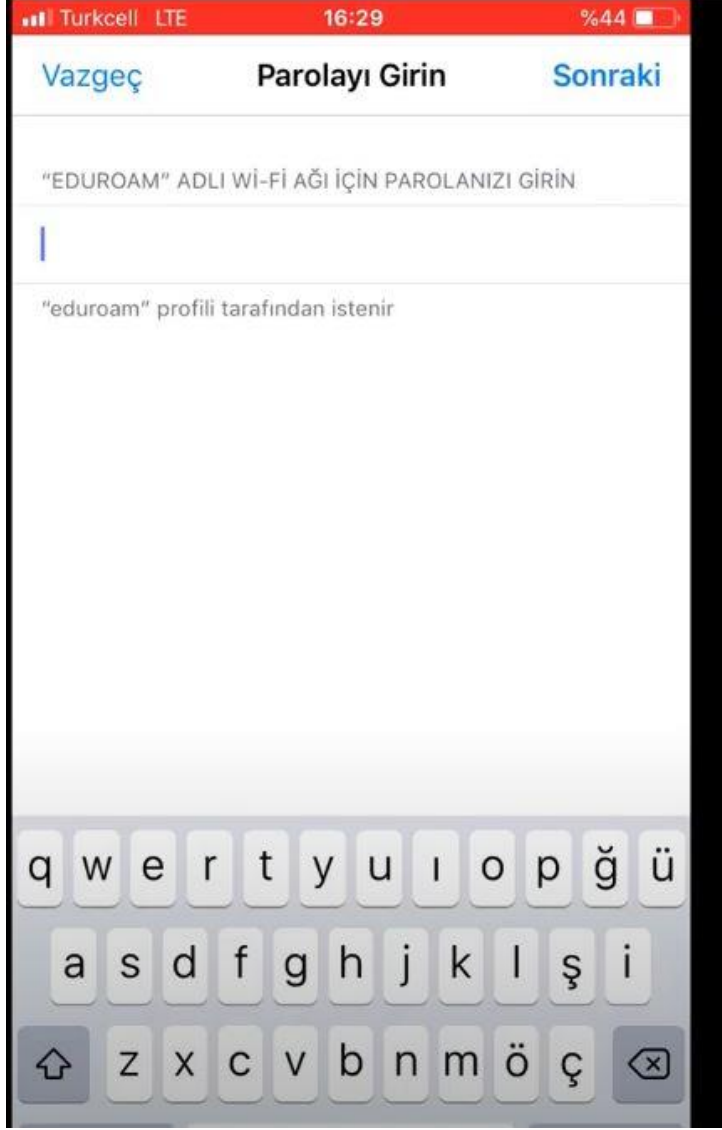 Turkcell LTE 16:29 %44
Vazgeç Parolayı Girin Sonraki
“EDUROAM” ADLI Wİ-Fİ AĞI İÇİN PAROLANIZI GİRİN
“eduroam” profili tarafından istenir
q w e r t y u ı o p ğ ü
a s d f g h j k l ş i
z x c v b n m ö ç